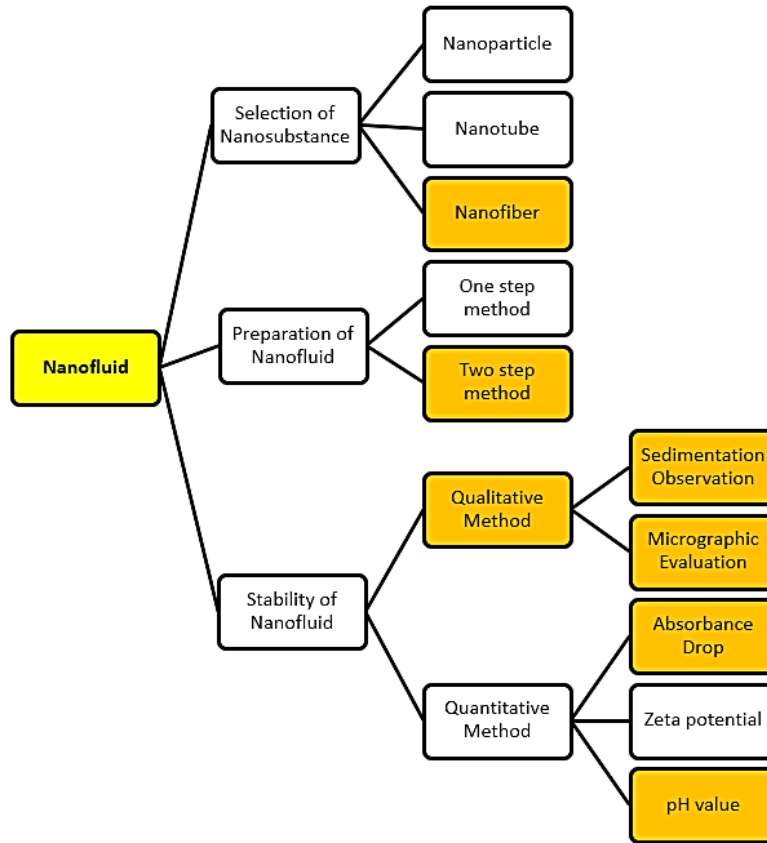 Nanofluid
Selection of
Nanosubstance
Nanoparticle
Nanotube
Nanofiber
Preparation of
Nanofluid
One step
method
Two step
method
Stability of
Nanofluid
Qualitative
Method
Sedimentation
Observation
Micrographic
Evaluation
Quantitative
Method
Absorbance
Drop
Zeta potential
pH value